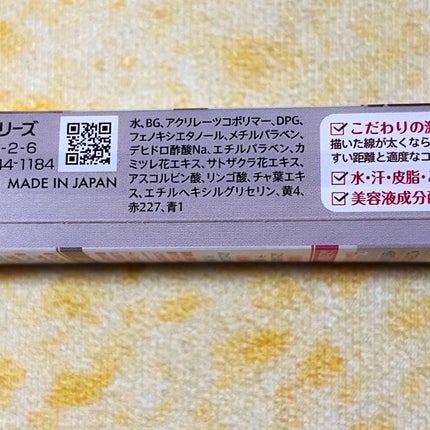 リーズ
-2-6
44-1184
MADE IN JAPAN
水、BG、アクリレーツコポリマー、DPG、
フェノキシエタノール、メチルパラベン、
デヒドロ酢酸Na、エチルパラベン、カ
ミツレ花エキス、サトザクラ花エキス、
アスコルビン酸、リンゴ酸、チャ葉エキ
ス、エチルヘキシルグリセリン、黄4、
赤227、青1
こだわりの
描いた線が太くなら
すい距離と適度なコ
水・汗・皮脂・
美容液成分